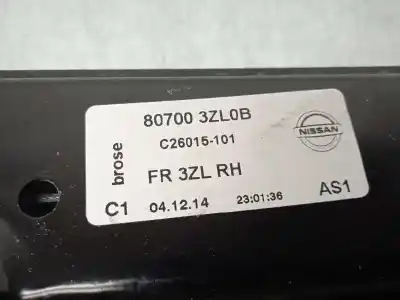 80700 3ZL0B
C26015-101
NISSAN
brose
FR 3ZL RH
C1 04.12.14 23:01:36 AS1